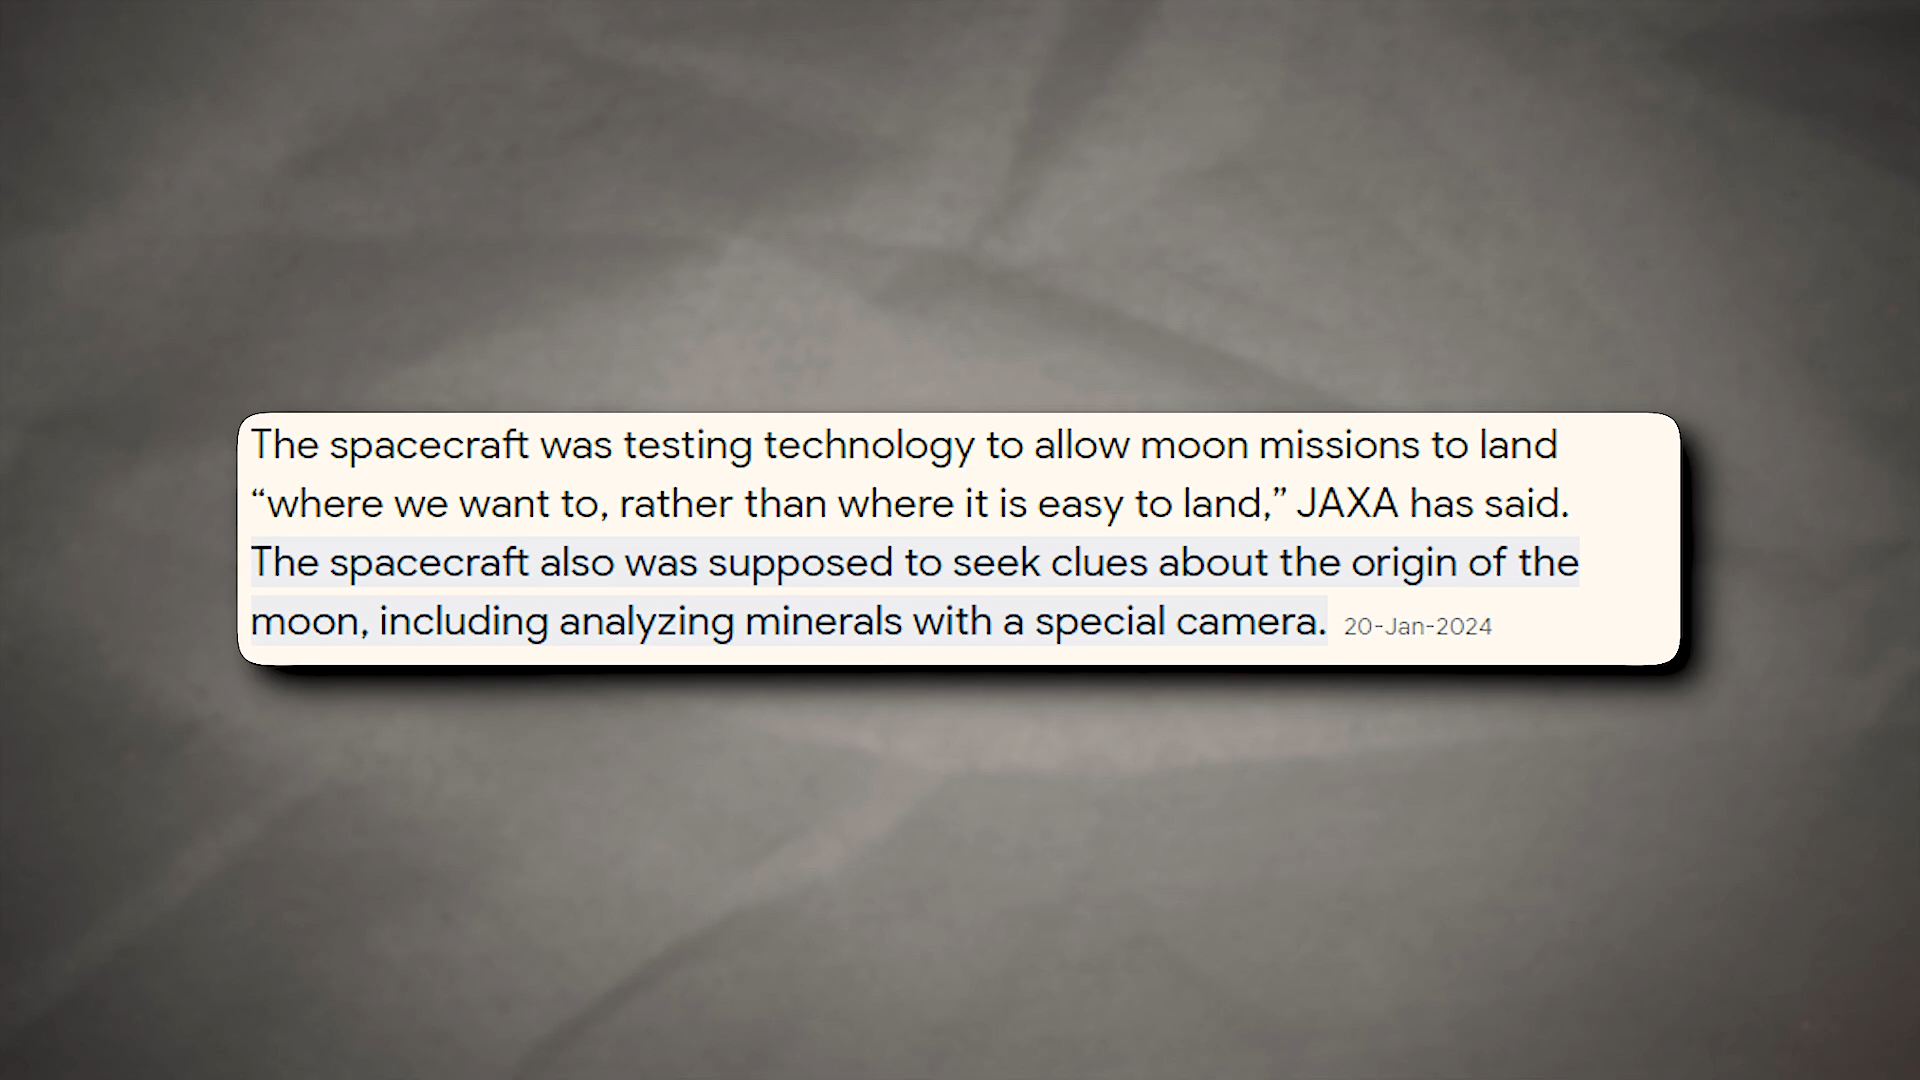 The spacecraft was testing technology to allow moon missions to land
“where we want to, rather than where it is easy to land,” JAXA has said.
The spacecraft also was supposed to seek clues about the origin of the
moon, including analyzing minerals with a special camera. 20-Jan-2024